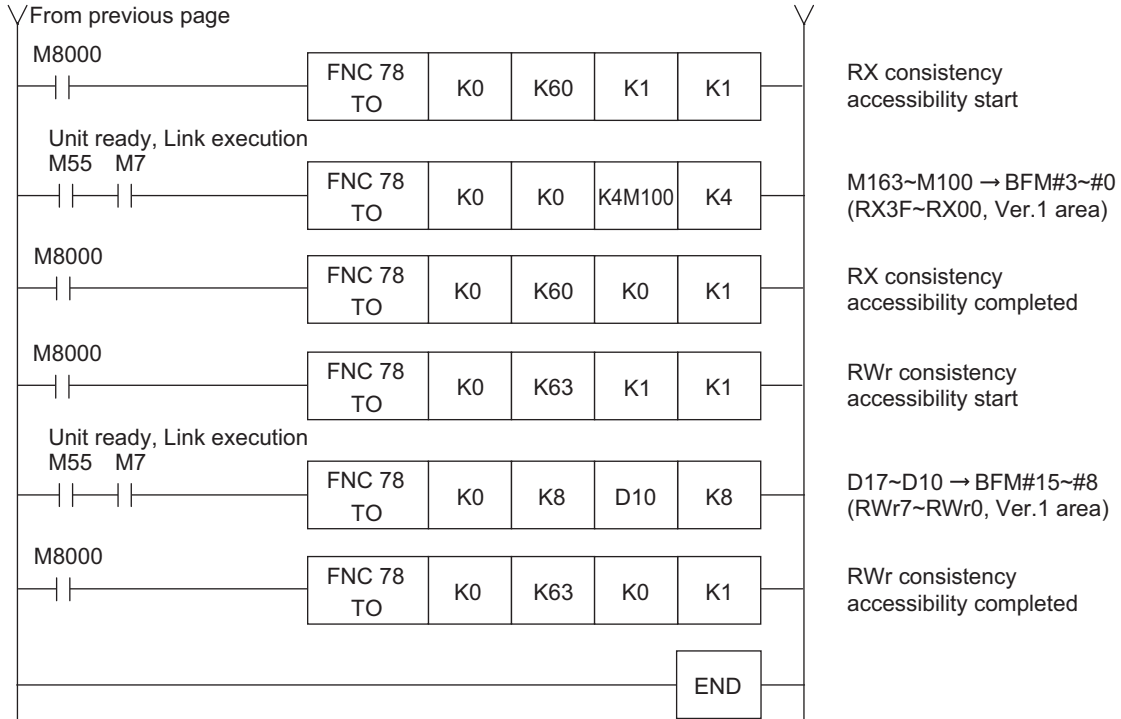 From previous page
M8000
FNC 78 TO K0 K60 K1 K1
RX consistency
accessibility start
Unit ready, Link execution
M55 M7
FNC 78 TO K0 K0 K4M100 K4
M163~M100 → BFM#3~#0
(RX3F~RX00, Ver.1 area)
M8000
FNC 78 TO K0 K60 K0 K1
RX consistency
accessibility completed
M8000
FNC 78 TO K0 K63 K1 K1
RWr consistency
accessibility start
Unit ready, Link execution
M55 M7
FNC 78 TO K0 K8 D10 K8
D17~D10 → BFM#15~#8
(RWr7~RWr0, Ver.1 area)
M8000
FNC 78 TO K0 K63 K0 K1
RWr consistency
accessibility completed
END